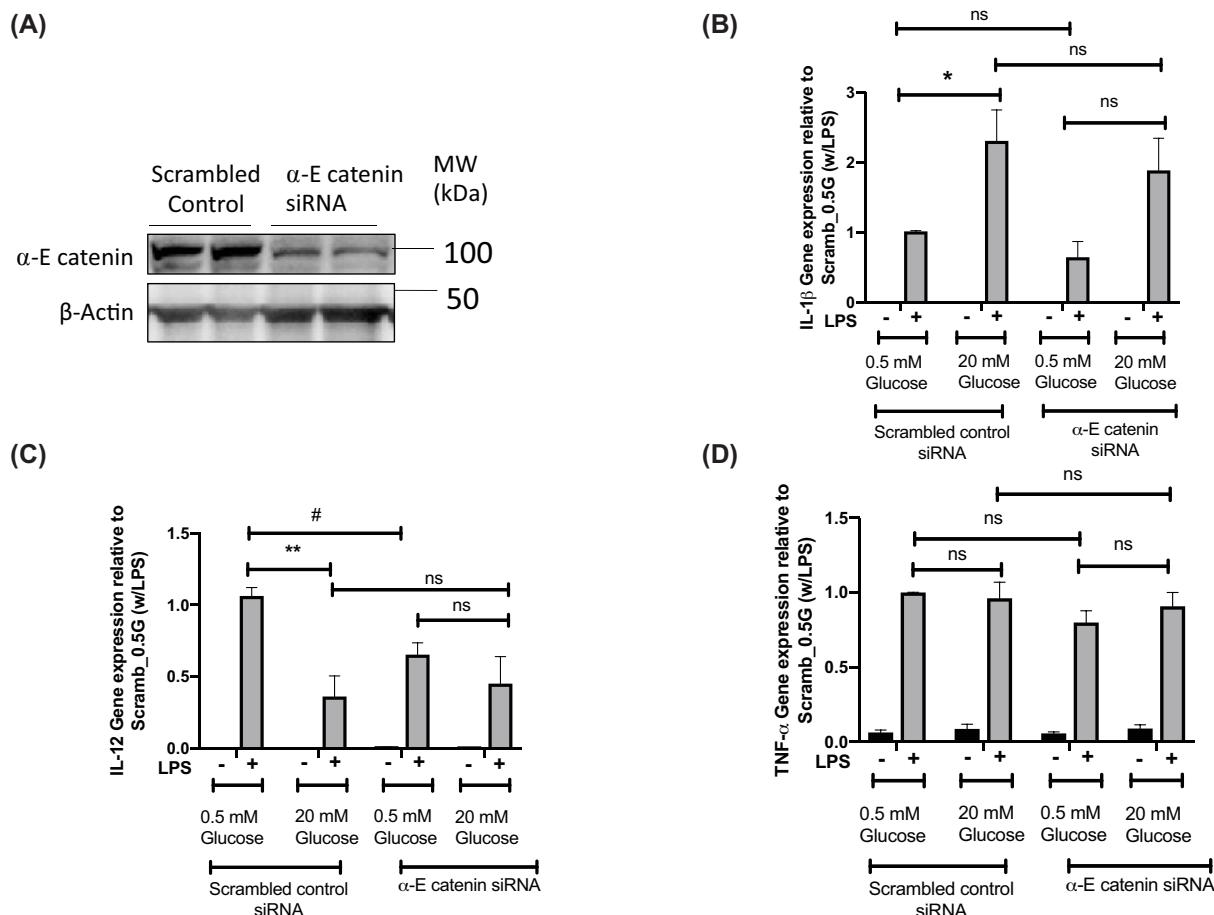 (A)
Scrambled
Control
α-E catenin
siRNA
MW
(kDa)
α-E catenin
100
β-Actin
50
(B)
ns
ns
*
ns
IL-1β Gene expression relative to
Scramb_0.5G (w/LPS)
3
2
1
0
LPS - + - + - + - +
0.5 mM
Glucose
20 mM
Glucose
0.5 mM
Glucose
20 mM
Glucose
Scrambled control
siRNA
α-E catenin
siRNA
(C)
#
**
ns
ns
IL-12 Gene expression relative to
Scramb_0.5G (w/LPS)
1.5
1.0
0.5
0.0
LPS - + - + - + - +
0.5 mM
Glucose
20 mM
Glucose
0.5 mM
Glucose
20 mM
Glucose
Scrambled control
siRNA
α-E catenin siRNA
(D)
ns
ns
ns
ns
TNF-α Gene expression relative to
Scramb_0.5G (w/LPS)
1.5
1.0
0.5
0.0
LPS - + - + - + - +
0.5 mM
Glucose
20 mM
Glucose
0.5 mM
Glucose
20 mM
Glucose
Scrambled control
siRNA
α-E catenin siRNA